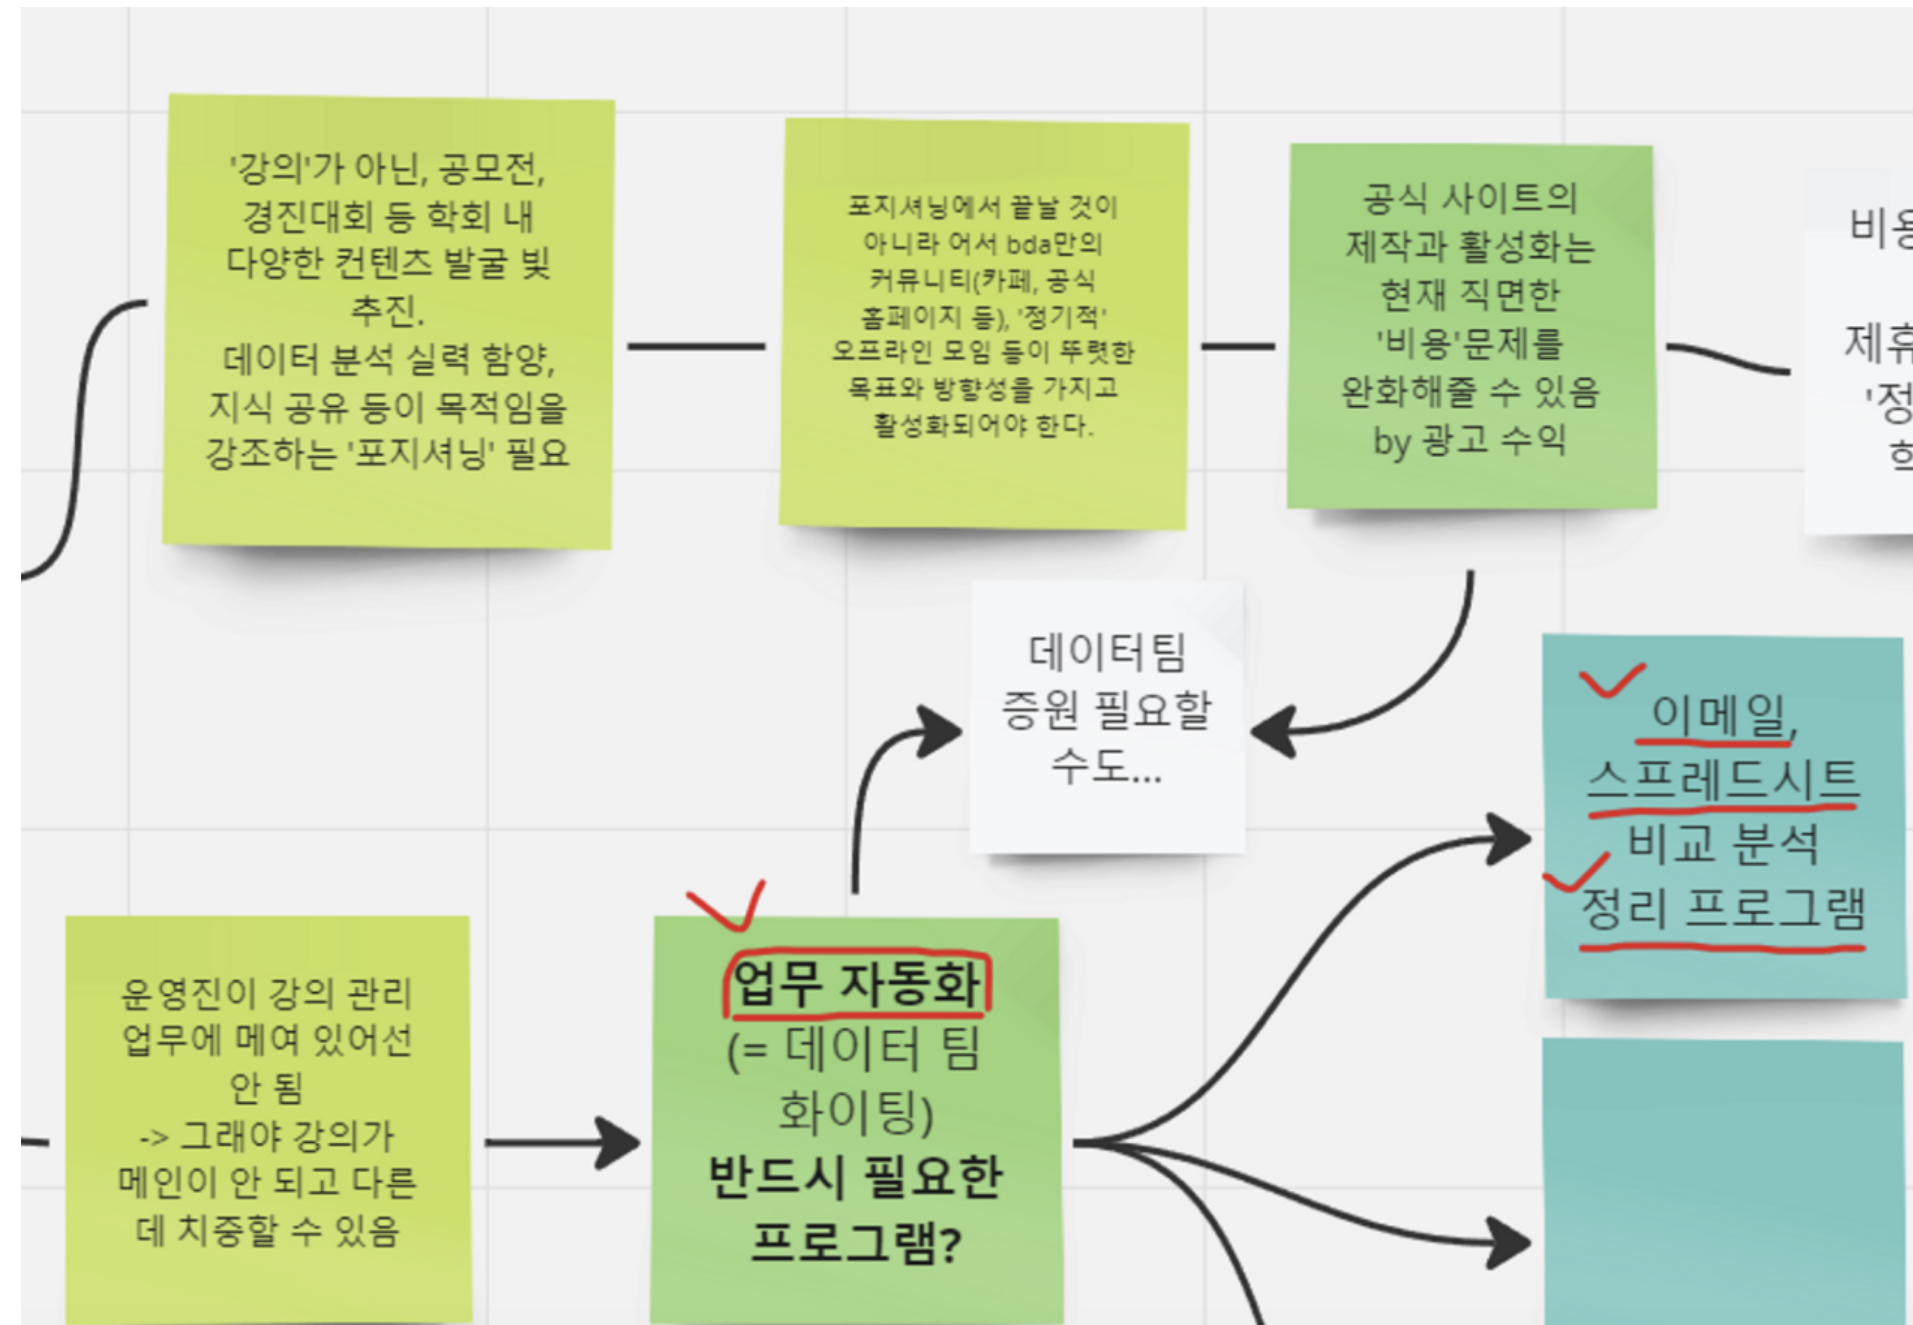 '강의'가 아닌, 공모전,
경진대회 등 학회 내
다양한 컨텐츠 발굴 빛
추진.
데이터 분석 실력 함양,
지식 공유 등이 목적임을
강조하는 '포지셔닝' 필요
포지셔닝에서 끝날 것이
아니라 어서 bda만의
커뮤니티(카페, 공식
홈페이지 등), '정기적'
오프라인 모임 등이 뚜렷한
목표와 방향성을 가지고
활성화되어야 한다.
공식 사이트의
제작과 활성화는
현재 직면한
'비용'문제를
완화해줄 수 있음
by 광고 수익
비용
제휴
'정
데이터팀
증원 필요할
수도...
이메일,
스프레드시트
비교 분석
정리 프로그램
운영진이 강의 관리
업무에 메여 있어선
안 됨
-> 그래야 강의가
메인이 안 되고 다른
데 치중할 수 있음
업무 자동화
(= 데이터 팀
화이팅)
반드시 필요한
프로그램?